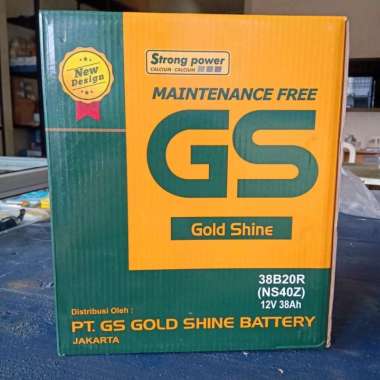 New
Design
Strong power
CALCIUM - CALCIUM
MAINTENANCE FREE
GS
Gold Shine
38B20R
(NS40Z)
12V 38Ah
Distribusi Oleh :
PT. GS GOLD SHINE BATTERY
JAKARTA